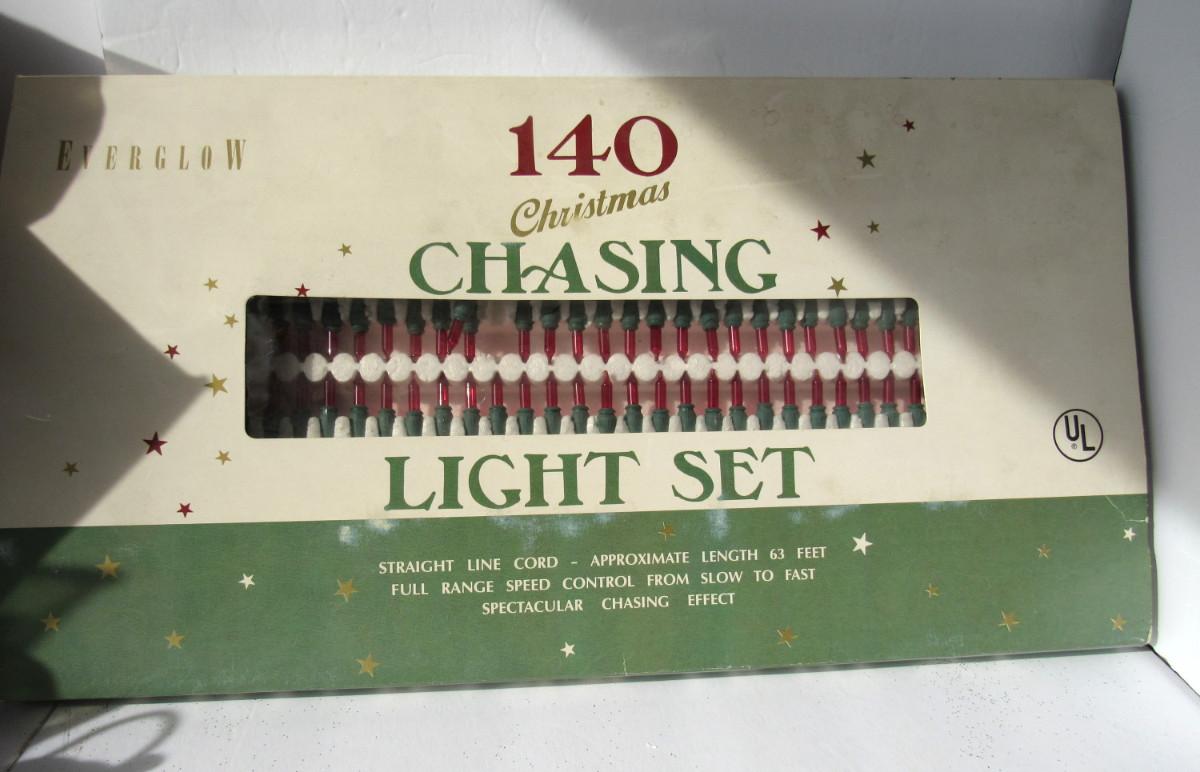 EVERGLOW
140
Christmas
CHASING
LIGHT SET
UL
®
STRAIGHT LINE CORD - APPROXIMATE LENGTH 63 FEET
FULL RANGE SPEED CONTROL FROM SLOW TO FAST
SPECTACULAR CHASING EFFECT